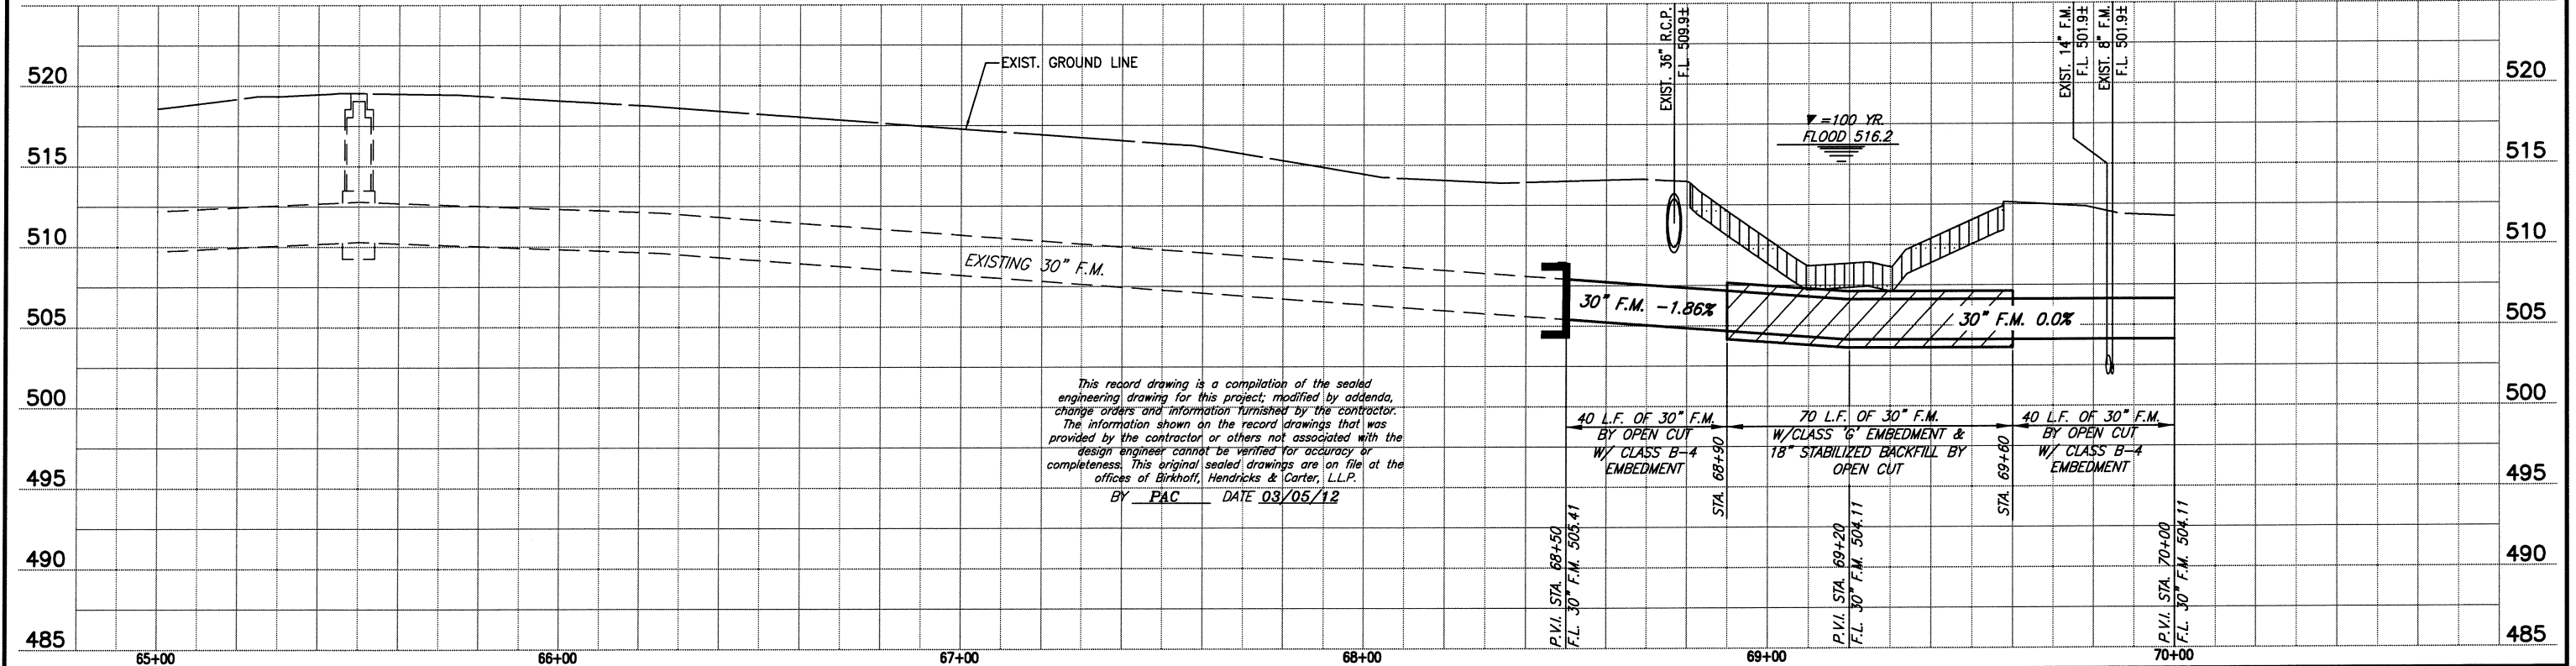 EXIST. 36" R.C.P.
F.L. 509.9±
EXIST. 14" F.M.
F.L. 501.9±
EXIST. 8" F.M.
F.L. 501.9±
EXIST. GROUND LINE
520
520
=100 YR.
FLOOD 516.2
515
515
510
510
EXISTING 30" F.M.
30" F.M. -1.86%
30" F.M. 0.0%
505
505
This record drawing is a compilation of the sealed
engineering drawing for this project; modified by addenda,
change orders and information furnished by the contractor.
The information shown on the record drawings that was
provided by the contractor or others not associated with the
design engineer cannot be verified for accuracy or
completeness. This original sealed drawings are on file at the
offices of Birkhoff, Hendricks & Carter, L.L.P.
BY PAC DATE 03/05/12
500
500
40 L.F. OF 30" F.M.
BY OPEN CUT
W/ CLASS B-4
EMBEDMENT
70 L.F. OF 30" F.M.
W/CLASS 'G' EMBEDMENT &
18" STABILIZED BACKFILL BY
OPEN CUT
40 L.F. OF 30" F.M.
BY OPEN CUT
W/ CLASS B-4
EMBEDMENT
STA. 68+90
STA. 69+60
495
495
490
490
P.V.I. STA. 68+50
F.L. 30" F.M. 505.41
P.V.I. STA. 69+20
F.L. 30" F.M. 504.11
P.V.I. STA. 70+00
F.L. 30" F.M. 504.11
485
485
65+00
66+00
67+00
68+00
69+00
70+00